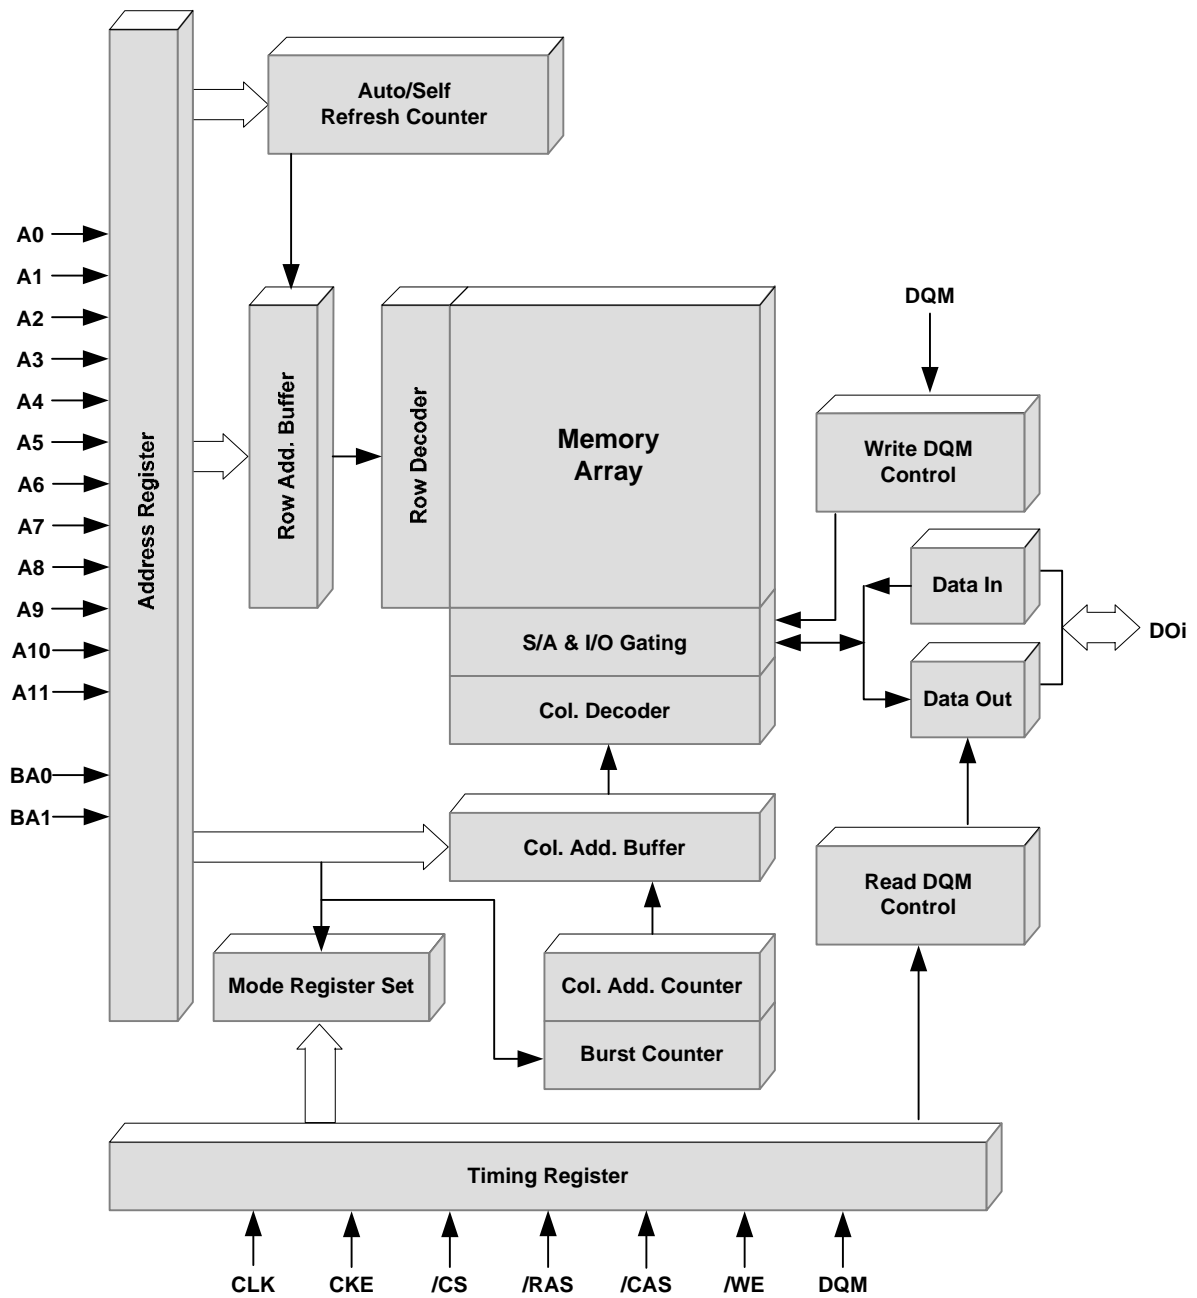 Auto/Self
Refresh Counter
A0
A1
A2
A3
A4
A5
A6
A7
A8
A9
A10
A11
BA0
BA1
Address Register
Row Add. Buffer
Row Decoder
Memory
Array
S/A & I/O Gating
Col. Decoder
DQM
Write DQM
Control
Data In
Data Out
DOi
Col. Add. Buffer
Read DQM
Control
Mode Register Set
Col. Add. Counter
Burst Counter
Timing Register
CLK
CKE
/CS
/RAS
/CAS
/WE
DQM